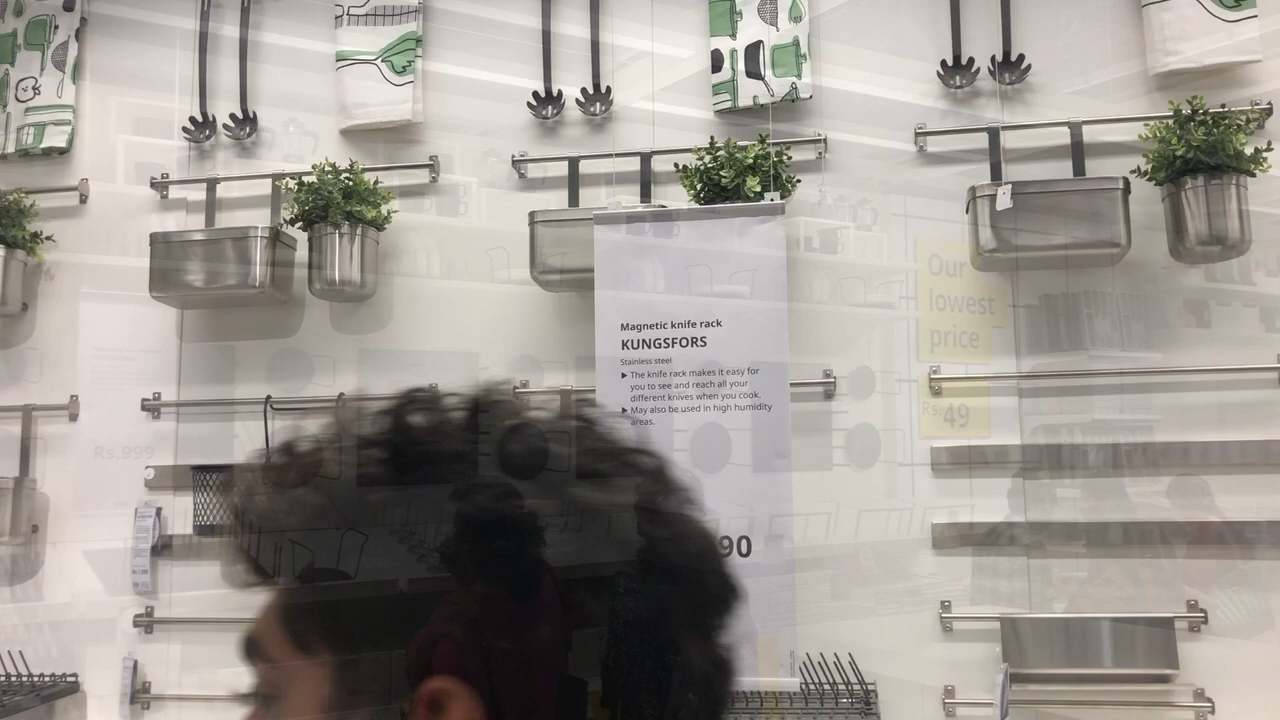 Magnetic knife rack
KUNGSFORS
Stainless steel
▶ The knife rack makes it easy for
you to see and reach all your
different knives when you cook.
▶ May also be used in high humidity
areas.
90
Our
lowest
price
Rs.
49
Rs.999